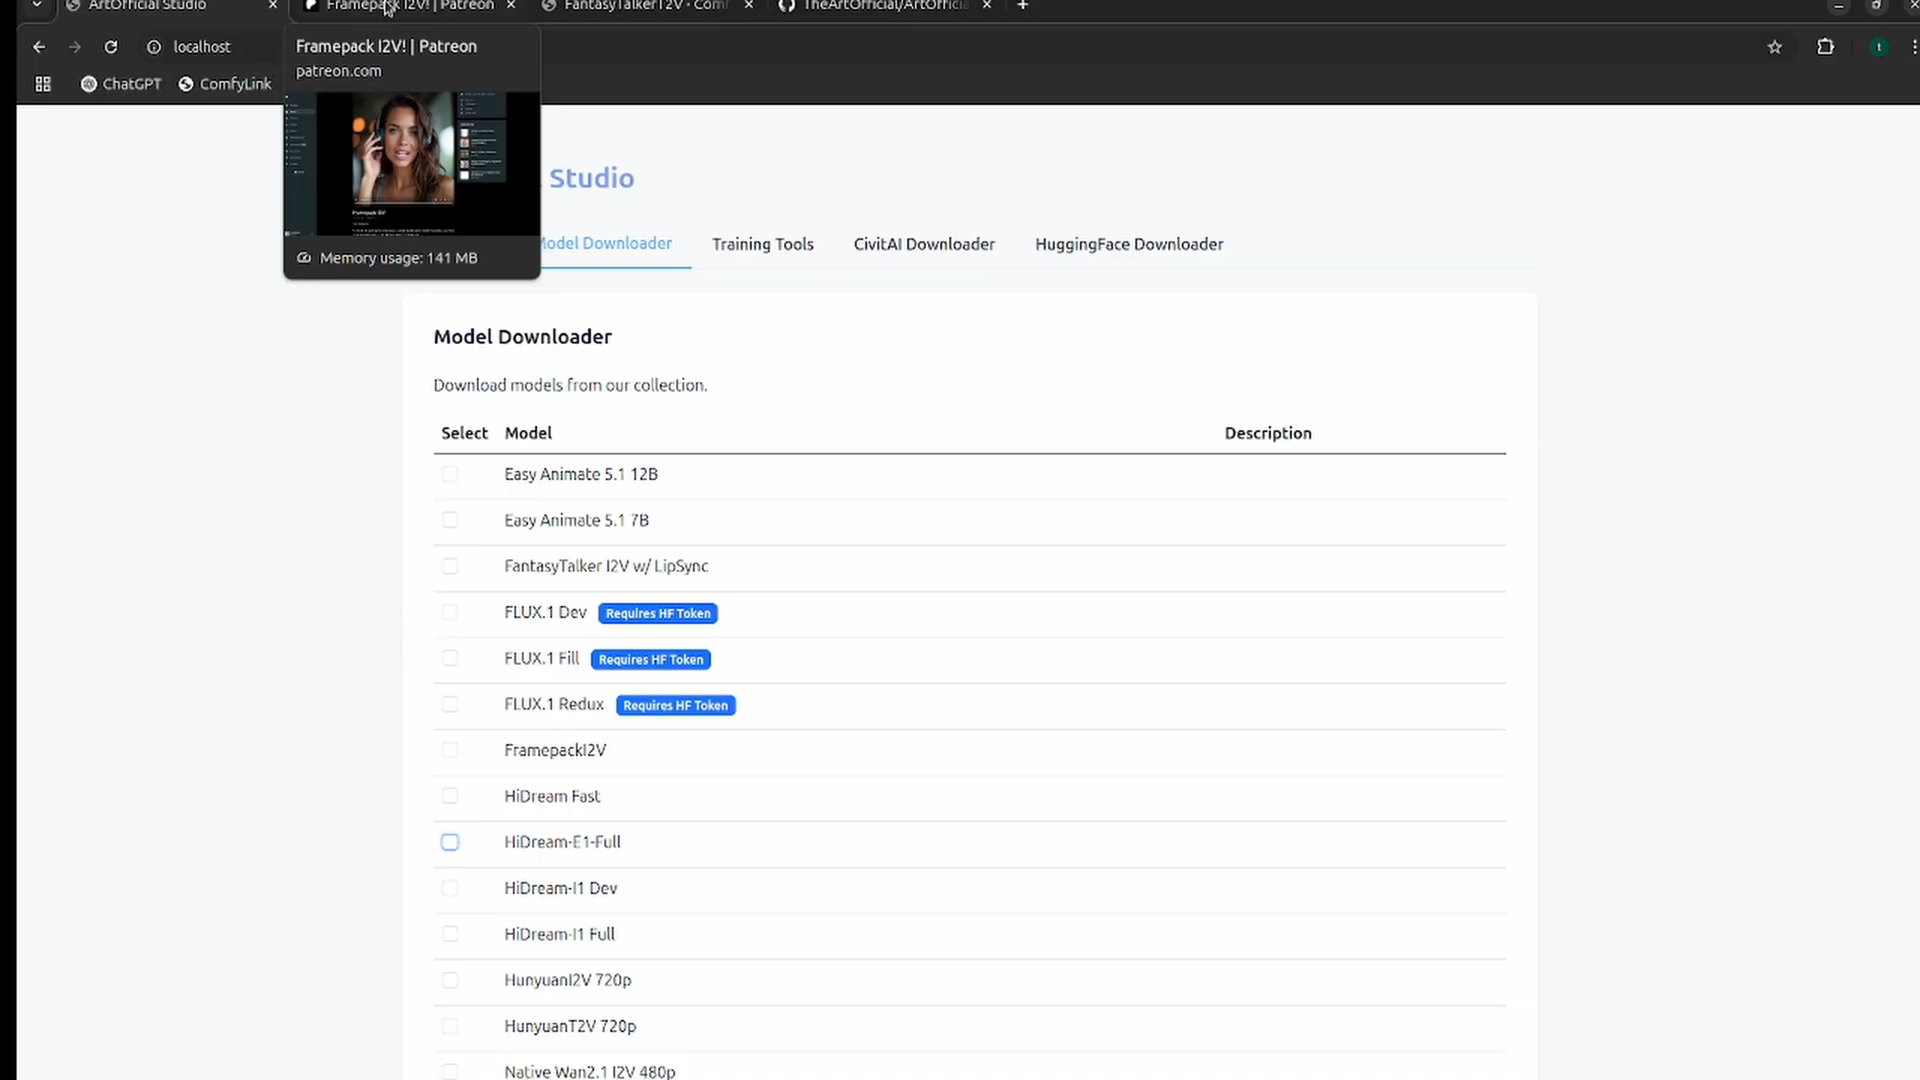 ArtOfficial Studio
Framepack I2V! | Patreon
FantasyTalker I2V - Com
TheArtOfficial/ArtOfficia
localhost
Framepack I2V! | Patreon
patreon.com
ChatGPT
ComfyLink
Memory usage: 141 MB
Studio
Model Downloader
Training Tools
CivitAI Downloader
HuggingFace Downloader
Model Downloader
Download models from our collection.
Select Model Description
Easy Animate 5.1 12B
Easy Animate 5.1 7B
FantasyTalker I2V w/ LipSync
FLUX.1 Dev Requires HF Token
FLUX.1 Fill Requires HF Token
FLUX.1 Redux Requires HF Token
FramepackI2V
HiDream Fast
HiDream-E1-Full
HiDream-I1 Dev
HiDream-I1 Full
HunyuanI2V 720p
HunyuanT2V 720p
Native Wan2.1 I2V 480p